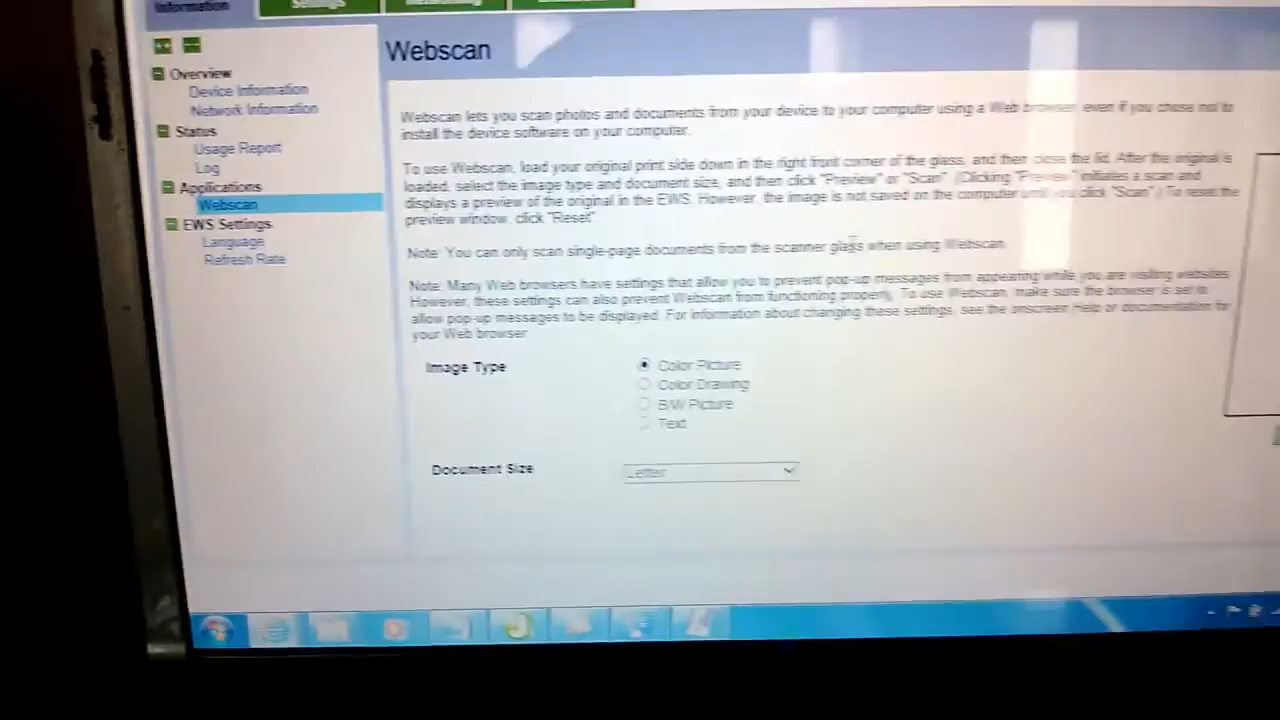 Information
Settings
Networking
Webscan
Overview
Device Information
Network Information
Status
Usage Report
Log
Applications
Webscan
EWS Settings
Language
Refresh Rate
Webscan lets you scan photos and documents from your device to your computer using a Web browser, even if you chose not to
install the device software on your computer.
To use Webscan, load your original print side down in the right front corner of the glass, and then close the lid. After the original is
loaded, select the image type and document size, and then click "Preview" or "Scan". (Clicking "Preview" initiates a scan and
displays a preview of the original in the EWS. However, the image is not saved on the computer until you click "Scan".) To reset the
preview window, click "Reset".
Note: You can only scan single-page documents from the scanner glass when using Webscan.
Note: Many Web browsers have settings that allow you to prevent pop-up messages from appearing while you are visiting websites.
However, these settings can also prevent Webscan from functioning properly. To use Webscan, make sure the browser is set to
allow pop-up messages to be displayed. For information about changing these settings, see the onscreen Help or documentation for
your Web browser.
Image Type
Color Picture
Color Drawing
B/W Picture
Text
Document Size
Letter